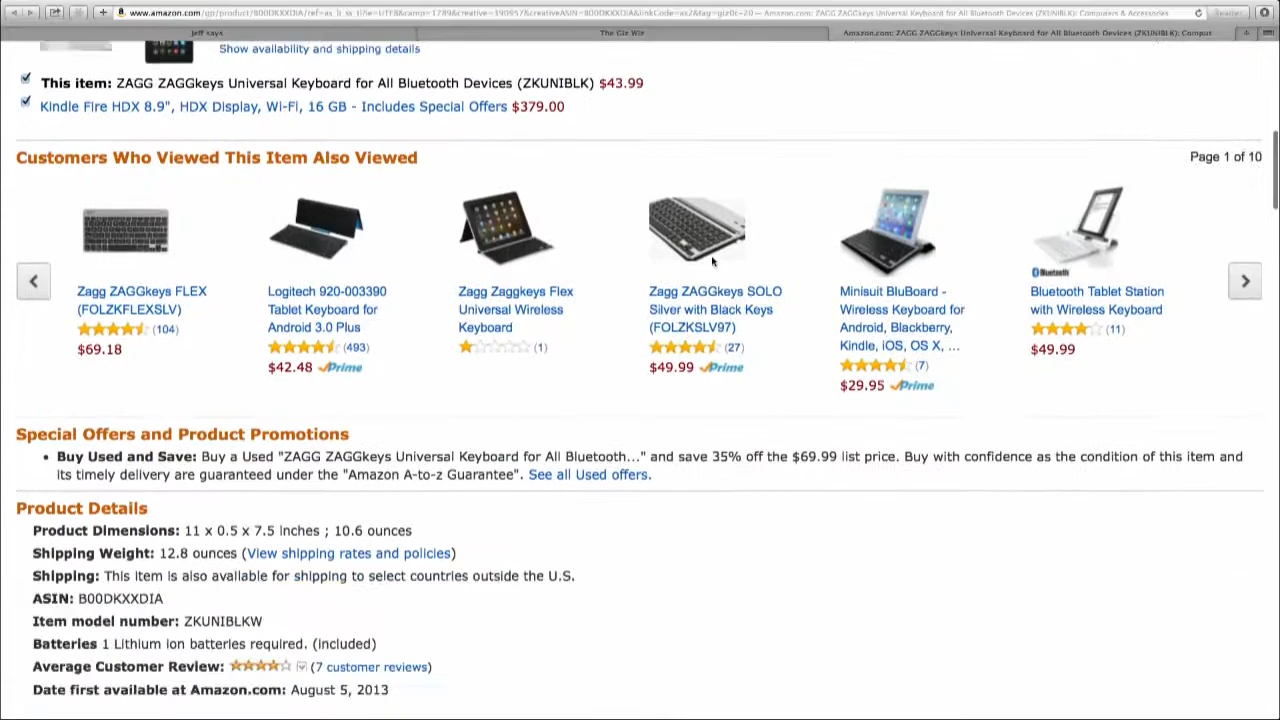 www.amazon.com/gp/product/B00DKXXDIA/ref=as_li_ss_tl?ie=UTF8&camp=1789&creative=390957&creativeASIN=B00DKXXDIA&linkCode=as2&tag=giz0c-20 — Amazon.com: ZAGG ZAGGkeys Universal Keyboard for All Bluetooth Devices (ZKUNIBLK): Computers & Accessories
Reader
Jeff says
The Giz Wiz
Amazon.com: ZAGG ZAGGkeys Universal Keyboard for All Bluetooth Devices (ZKUNIBLK): Comput
Show availability and shipping details
This item: ZAGG ZAGGkeys Universal Keyboard for All Bluetooth Devices (ZKUNIBLK) $43.99
Kindle Fire HDX 8.9", HDX Display, Wi-Fi, 16 GB - Includes Special Offers $379.00
Customers Who Viewed This Item Also Viewed
Page 1 of 10
Zagg ZAGGkeys FLEX
(FOLZKFLEXSLV)
(104)
$69.18
Logitech 920-003390
Tablet Keyboard for
Android 3.0 Plus
(493)
$42.48 Prime
Zagg Zaggkeys Flex
Universal Wireless
Keyboard
(1)
Zagg ZAGGkeys SOLO
Silver with Black Keys
(FOLZKSLV97)
(27)
$49.99 Prime
Minisuit BluBoard -
Wireless Keyboard for
Android, Blackberry,
Kindle, iOS, OS X, ...
(7)
$29.95 Prime
Bluetooth
Bluetooth Tablet Station
with Wireless Keyboard
(11)
$49.99
Special Offers and Product Promotions
• Buy Used and Save: Buy a Used "ZAGG ZAGGkeys Universal Keyboard for All Bluetooth..." and save 35% off the $69.99 list price. Buy with confidence as the condition of this item and
its timely delivery are guaranteed under the "Amazon A-to-z Guarantee". See all Used offers.
Product Details
Product Dimensions: 11 x 0.5 x 7.5 inches ; 10.6 ounces
Shipping Weight: 12.8 ounces (View shipping rates and policies)
Shipping: This item is also available for shipping to select countries outside the U.S.
ASIN: B00DKXXDIA
Item model number: ZKUNIBLKW
Batteries 1 Lithium ion batteries required. (included)
Average Customer Review: (7 customer reviews)
Date first available at Amazon.com: August 5, 2013